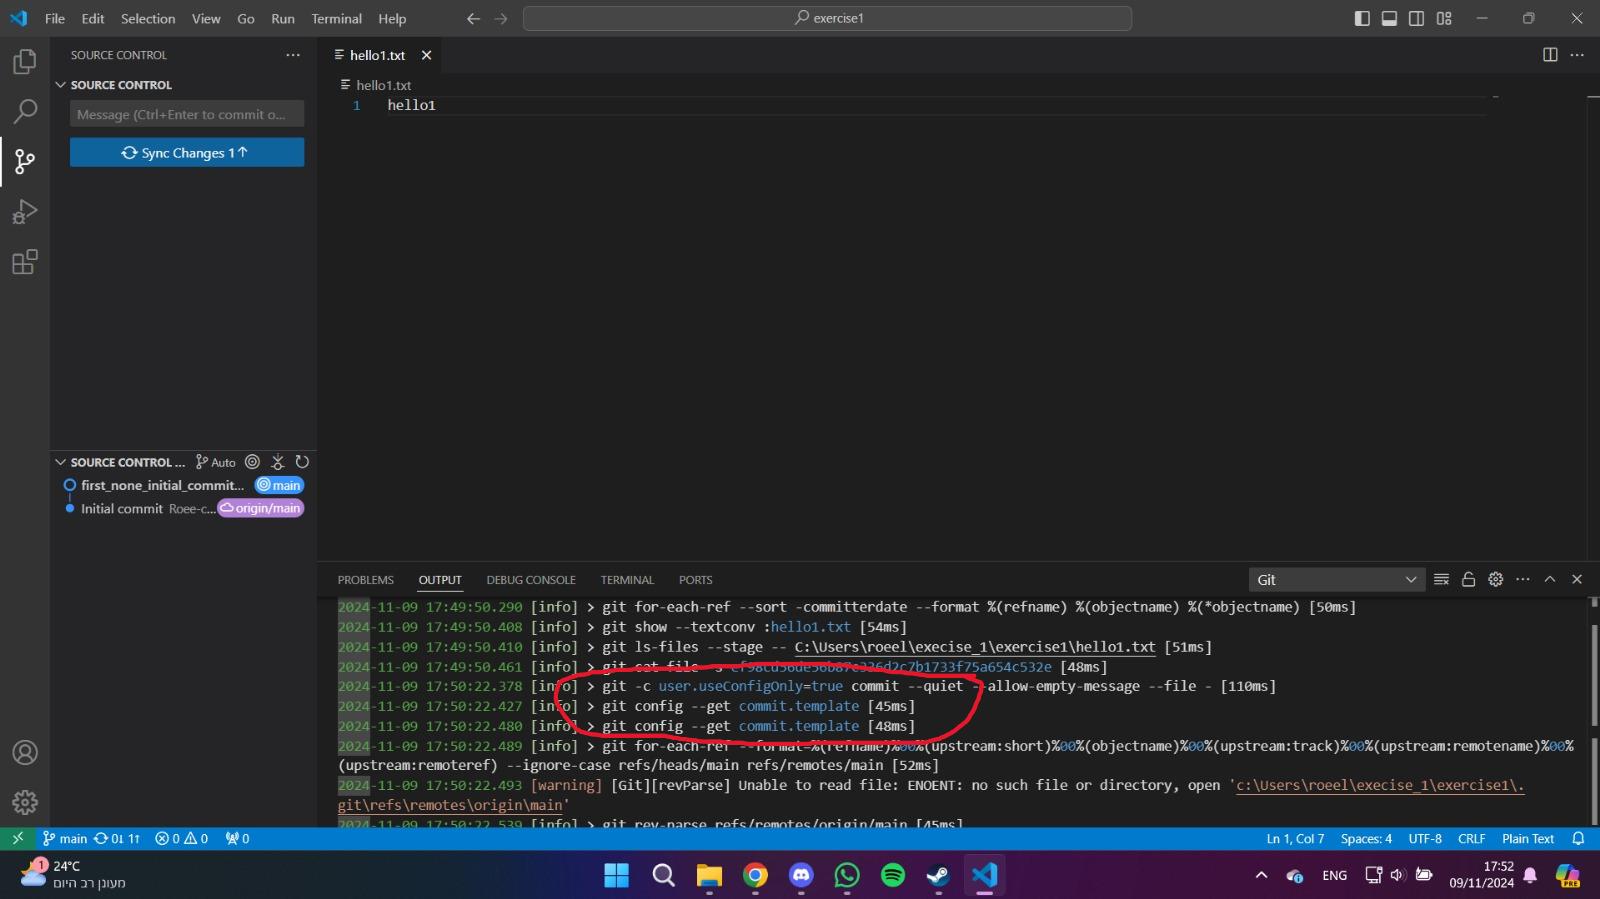 File Edit Selection View Go Run Terminal Help
exercise1
SOURCE CONTROL
SOURCE CONTROL
Message (Ctrl+Enter to commit o...
Sync Changes 1↑
SOURCE CONTROL ... Auto
first_none_initial_commit... main
Initial commit Roee-c... origin/main
hello1.txt
hello1.txt
1 hello1
PROBLEMS OUTPUT DEBUG CONSOLE TERMINAL PORTS Git
2024-11-09 17:49:50.290 [info] > git for-each-ref --sort -committerdate --format %(refname) %(objectname) %(*objectname) [50ms]
2024-11-09 17:49:50.408 [info] > git show --textconv :hello1.txt [54ms]
2024-11-09 17:49:50.410 [info] > git ls-files --stage -- C:\Users\roeel\execise_1\exercise1\hello1.txt [51ms]
2024-11-09 17:49:50.461 [info] > git cat-file -s [48ms]
2024-11-09 17:50:22.378 [info] > git -c user.useConfigOnly=true commit --quiet --allow-empty-message --file - [110ms]
2024-11-09 17:50:22.427 [info] > git config --get commit.template [45ms]
2024-11-09 17:50:22.480 [info] > git config --get commit.template [48ms]
2024-11-09 17:50:22.489 [info] > git for-each-ref --format=%(refname)%00%(upstream:short)%00%(objectname)%00%(upstream:track)%00%(upstream:remotename)%00%
(upstream:remoteref) --ignore-case refs/heads/main refs/remotes/main [52ms]
2024-11-09 17:50:22.493 [warning] [Git][revParse] Unable to read file: ENOENT: no such file or directory, open 'c:\Users\roeel\execise_1\exercise1\.
git\refs\remotes\origin\main'
2024-11-09 17:50:22.539 [info] > git rev-parse refs/remotes/origin/main [45ms]
main 0↓ 1↑ 0 0 0 Ln 1, Col 7 Spaces: 4 UTF-8 CRLF Plain Text
1 24°C
מעונן רב היום
ENG
17:52
09/11/2024
PRE